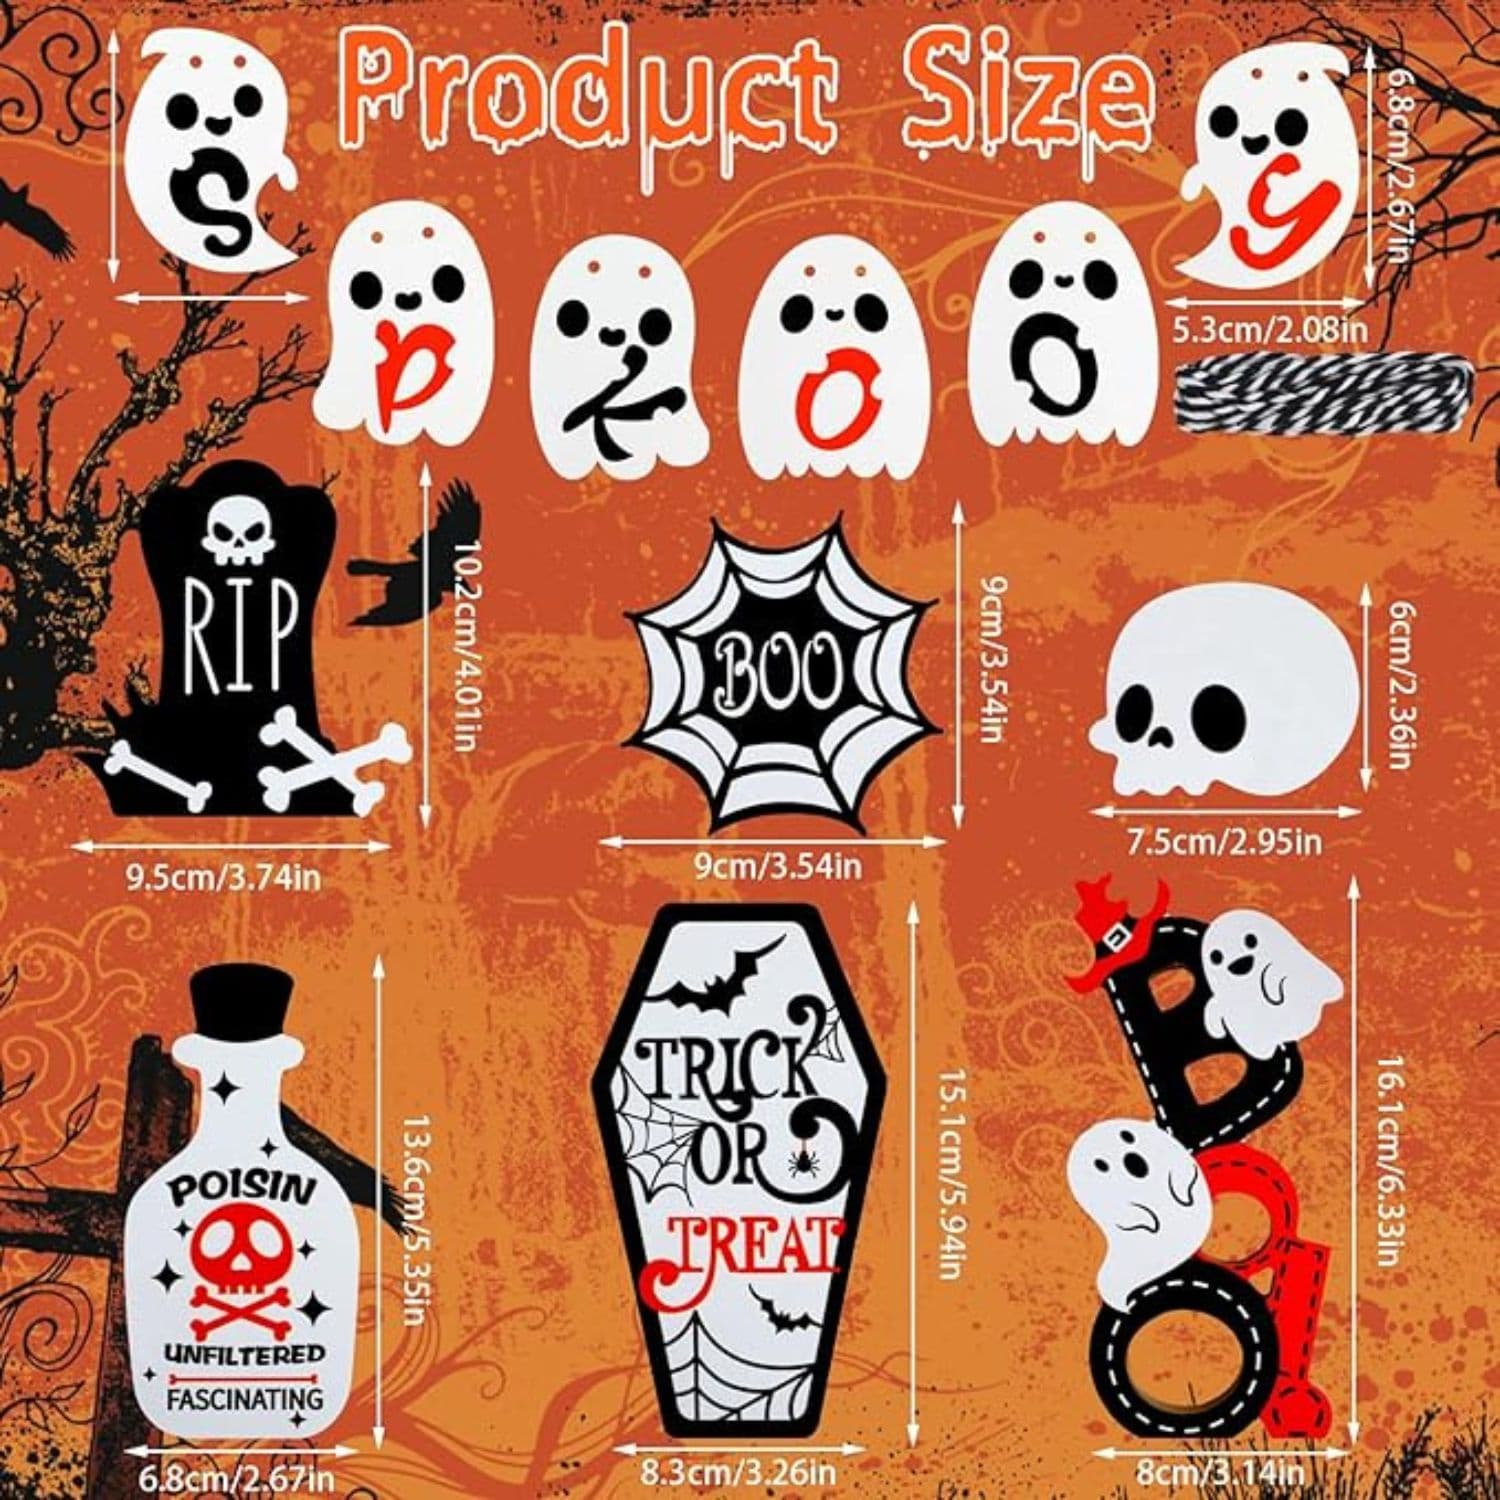 Product Size
S
p
K
O
O
y
6.8cm/2.67in
5.3cm/2.08in
RIP
10.2cm/4.01in
9.5cm/3.74in
BOO
9cm/3.54in
9cm/3.54in
6cm/2.36in
7.5cm/2.95in
POISIN
UNFILTERED
FASCINATING
13.6cm/5.35in
6.8cm/2.67in
TRICK
OR
TREAT
15.1cm/5.94in
8.3cm/3.26in
Boo!
16.1cm/6.33in
8cm/3.14in